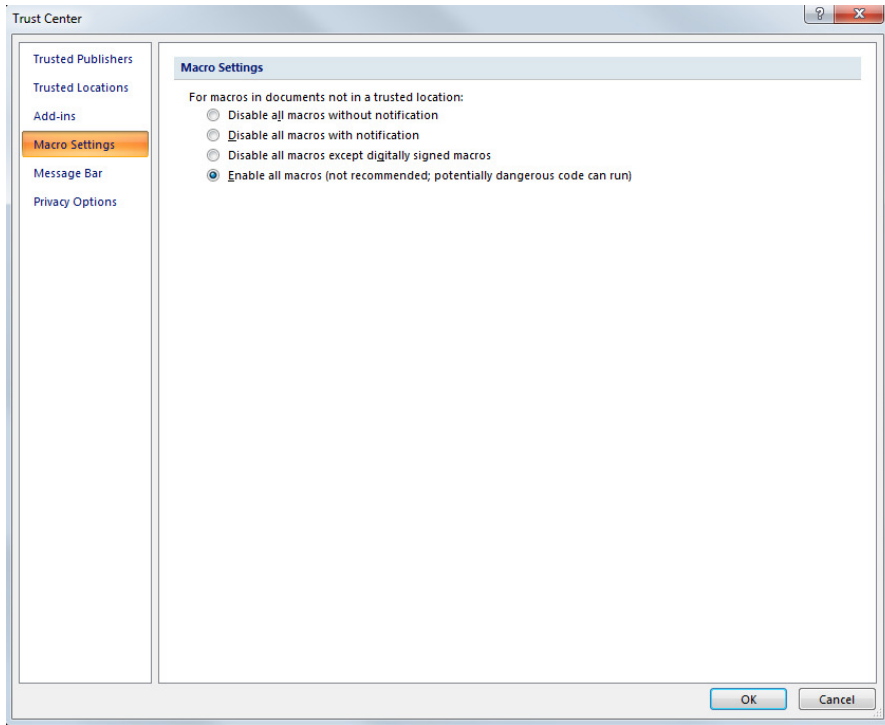 Trust Center
Trusted Publishers
Trusted Locations
Add-ins
Macro Settings
Message Bar
Privacy Options
Macro Settings
For macros in documents not in a trusted location:
Disable all macros without notification
Disable all macros with notification
Disable all macros except digitally signed macros
Enable all macros (not recommended; potentially dangerous code can run)
OK Cancel